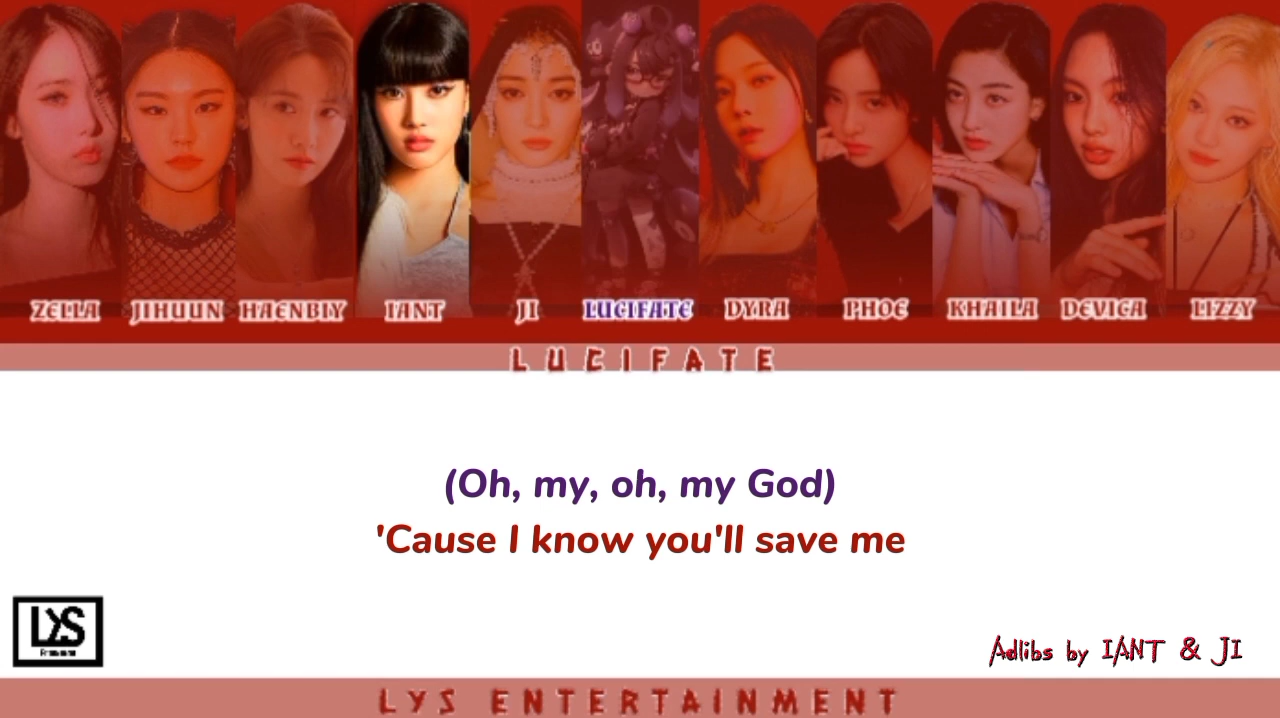 ZELLA JIHUUN HAENBIY IANT JI LUCIFATE DYRA PHOE KHAILA DEVICA LIZZY
LUCIFATE
(Oh, my, oh, my God)
'Cause I know you'll save me
LYS
Adlibs by IANT & JI
LYS ENTERTAINMENT